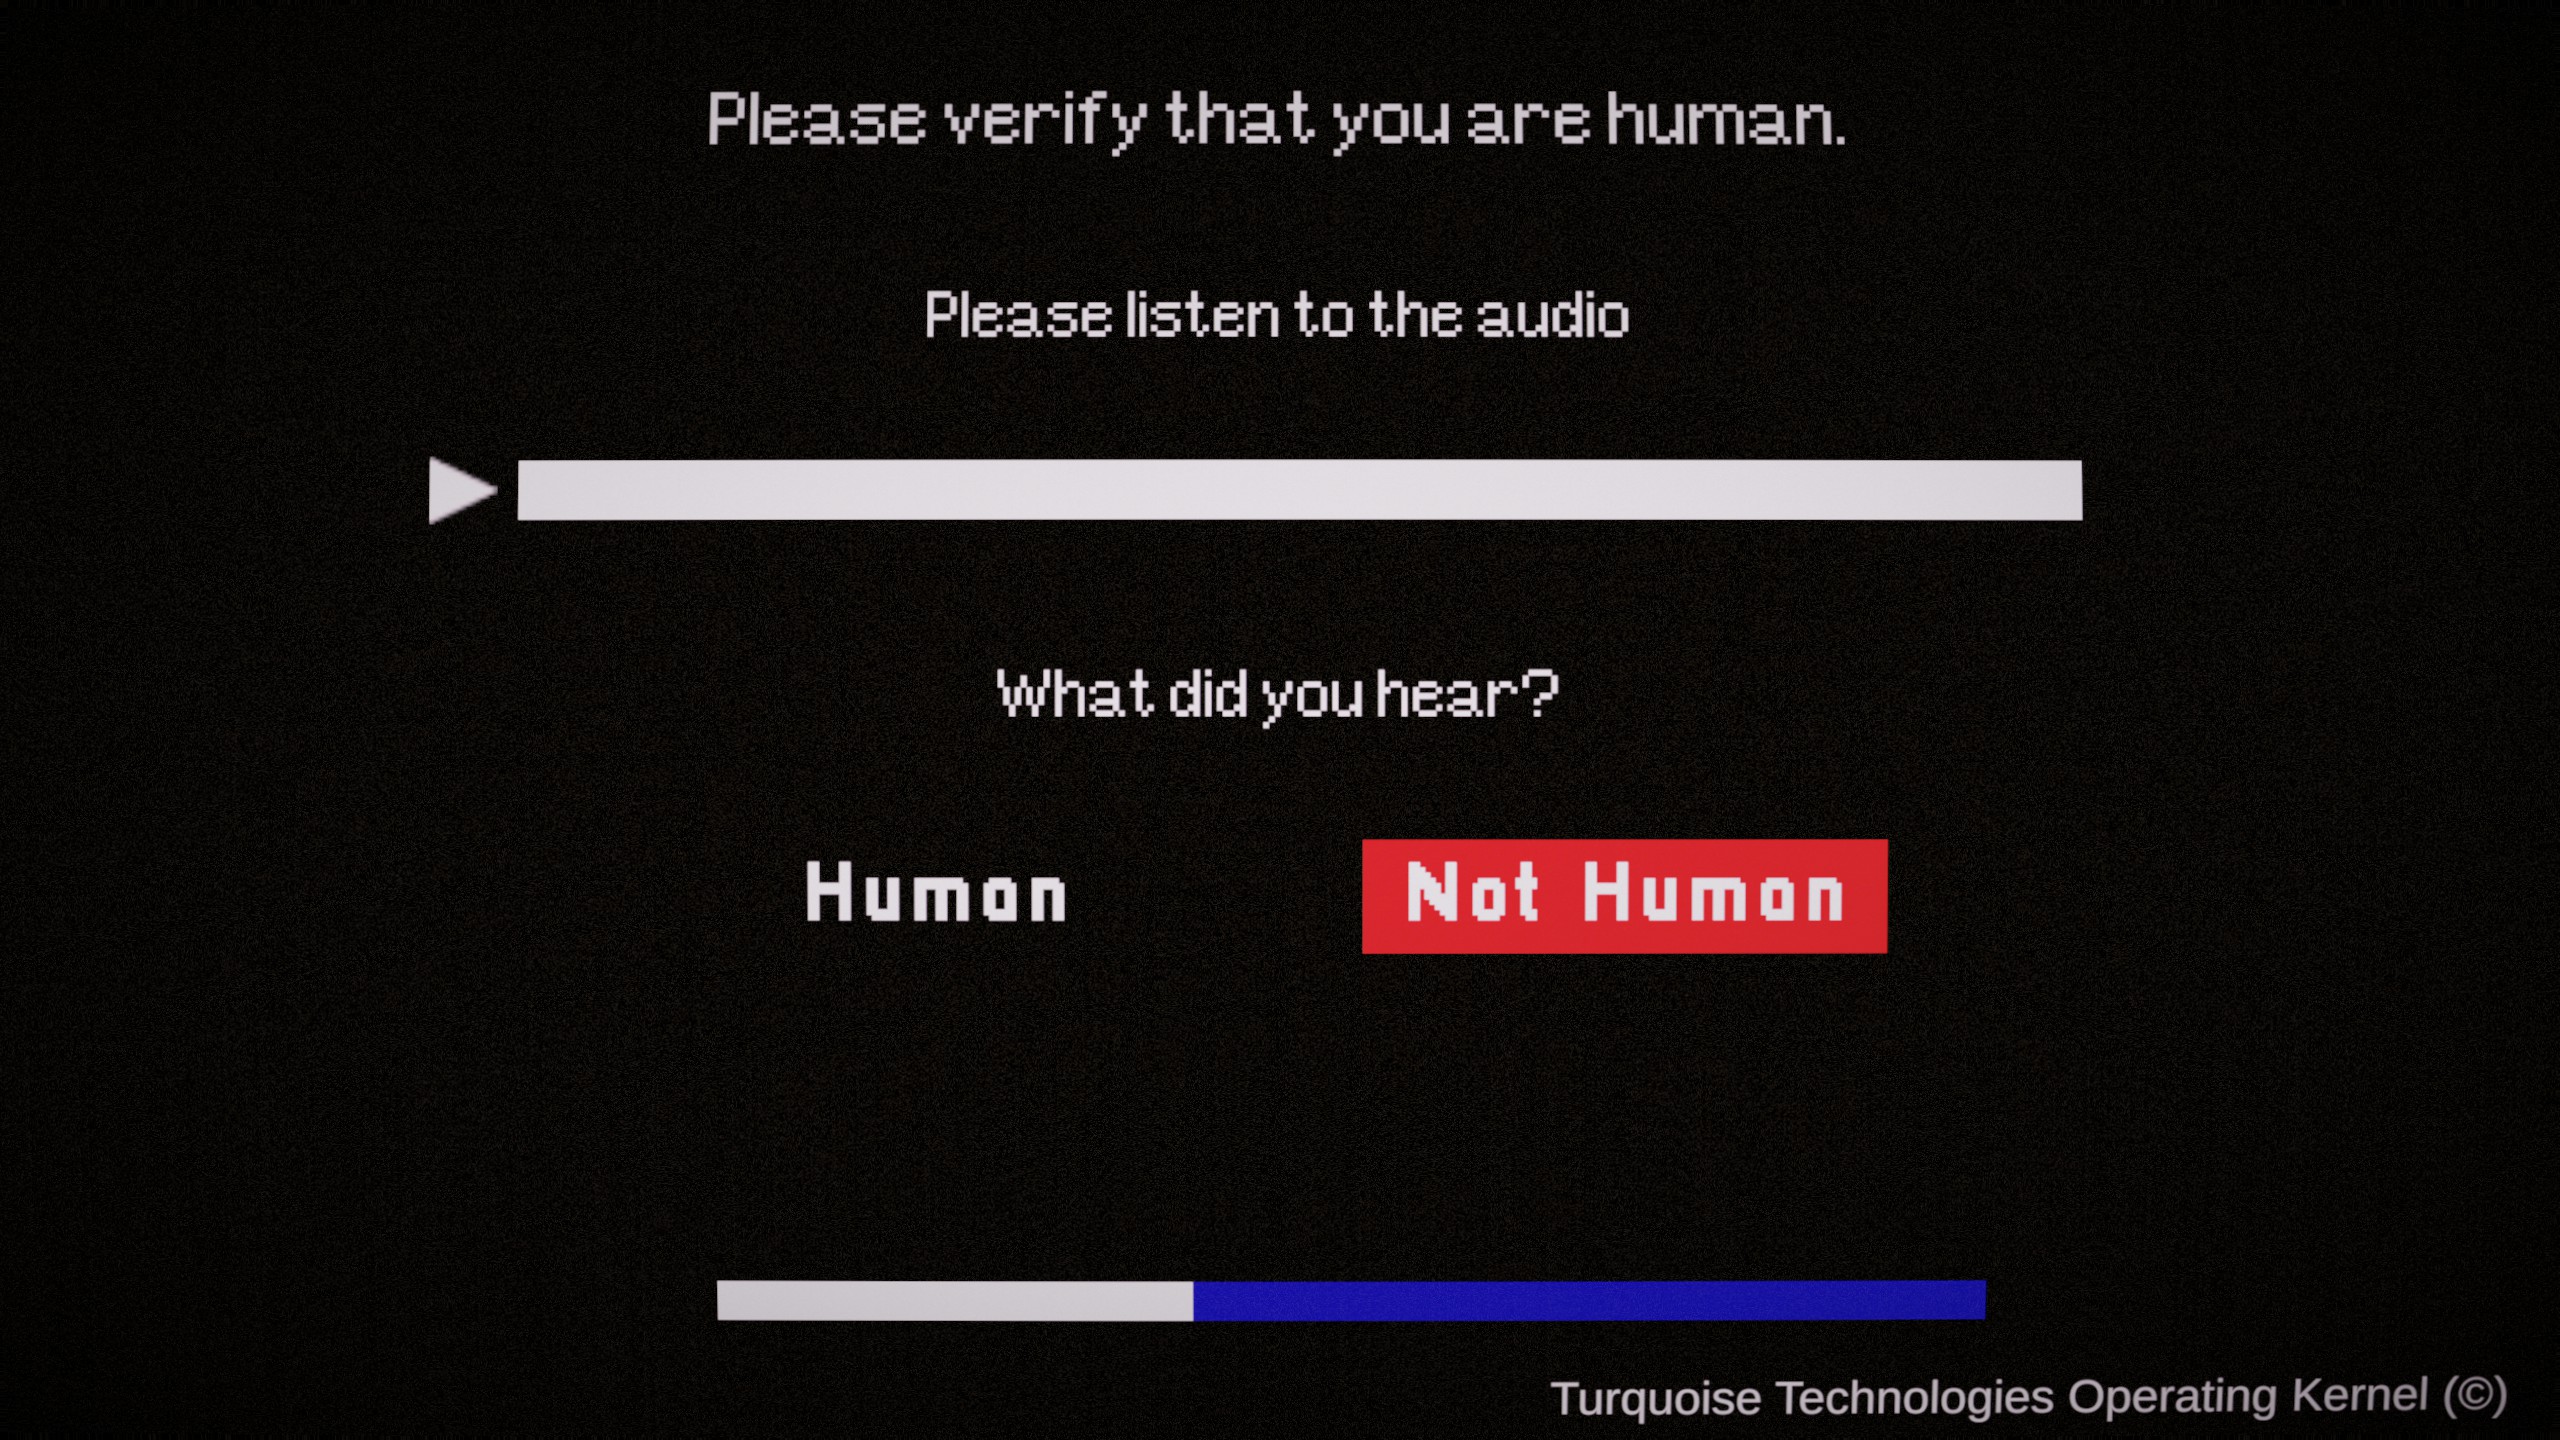 Please verify that you are human.
Please listen to the audio
What did you hear?
Human
Not Human
Turquoise Technologies Operating Kernel (©)